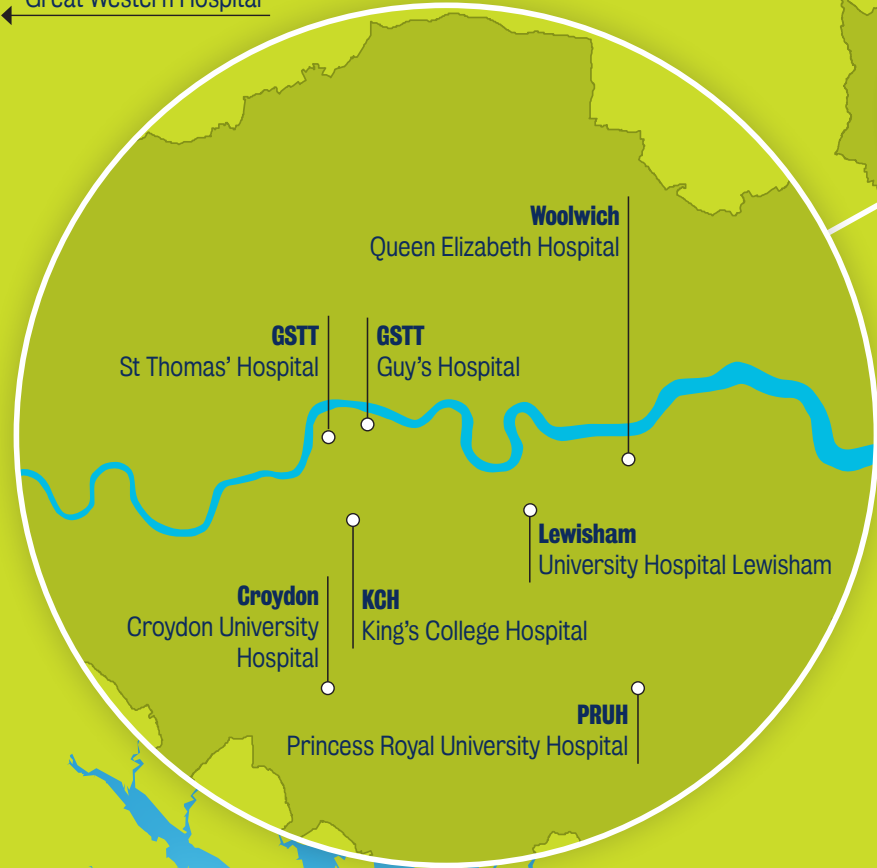 Great Western Hospital
Woolwich
Queen Elizabeth Hospital
GSTT
St Thomas' Hospital
GSTT
Guy's Hospital
Lewisham
University Hospital Lewisham
Croydon
Croydon University
Hospital
KCH
King's College Hospital
PRUH
Princess Royal University Hospital